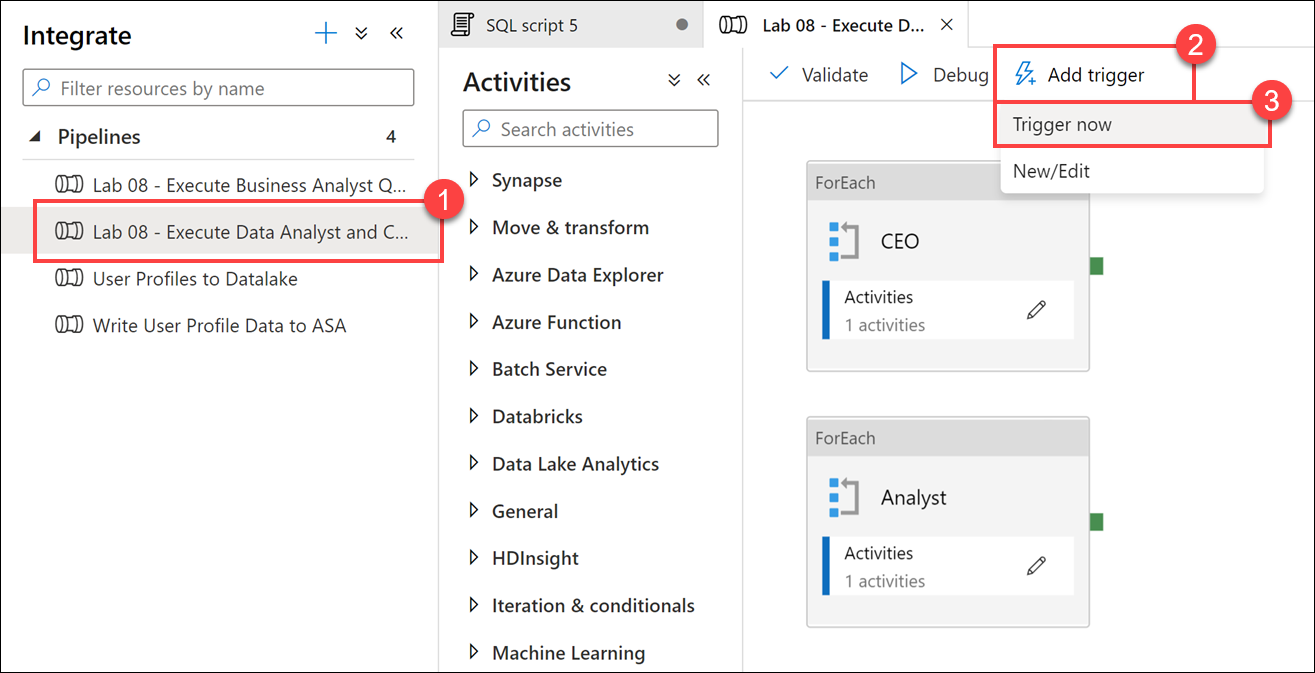 Integrate
Filter resources by name
Pipelines 4
Lab 08 - Execute Business Analyst Q...
1
Lab 08 - Execute Data Analyst and C...
User Profiles to Datalake
Write User Profile Data to ASA
SQL script 5
Lab 08 - Execute D...
Activities
Search activities
Synapse
Move & transform
Azure Data Explorer
Azure Function
Batch Service
Databricks
Data Lake Analytics
General
HDInsight
Iteration & conditionals
Machine Learning
Validate Debug Add trigger
2
Trigger now
3
New/Edit
ForEach
CEO
Activities
1 activities
ForEach
Analyst
Activities
1 activities